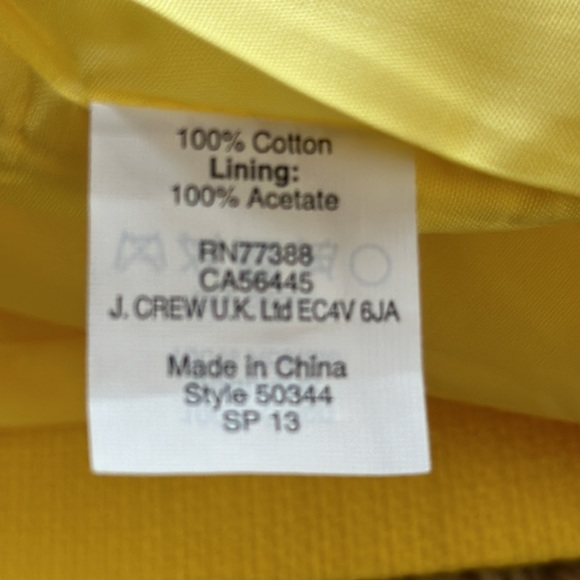 100% Cotton
Lining:
100% Acetate
RN77388
CA56445
J. CREW U.K. Ltd EC4V 6JA
Made in China
Style 50344
SP 13